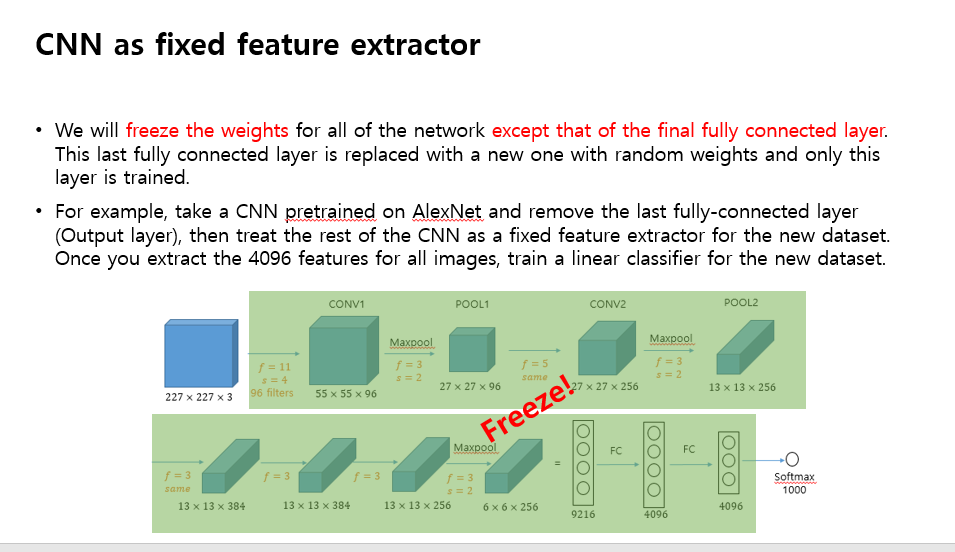 CNN as fixed feature extractor
• We will freeze the weights for all of the network except that of the final fully connected layer.
This last fully connected layer is replaced with a new one with random weights and only this
layer is trained.
• For example, take a CNN pretrained on AlexNet and remove the last fully-connected layer
(Output layer), then treat the rest of the CNN as a fixed feature extractor for the new dataset.
Once you extract the 4096 features for all images, train a linear classifier for the new dataset.
CONV1
POOL1
CONV2
POOL2
227 × 227 × 3
f = 11
s = 4
96 filters
55 × 55 × 96
Maxpool
f = 3
s = 2
27 × 27 × 96
f = 5
same
27 × 27 × 256
Maxpool
f = 3
s = 2
13 × 13 × 256
Freeze!
f = 3
same
13 × 13 × 384
f = 3
13 × 13 × 384
f = 3
13 × 13 × 256
Maxpool
f = 3
s = 2
6 × 6 × 256
=
9216
FC
4096
FC
4096
Softmax
1000